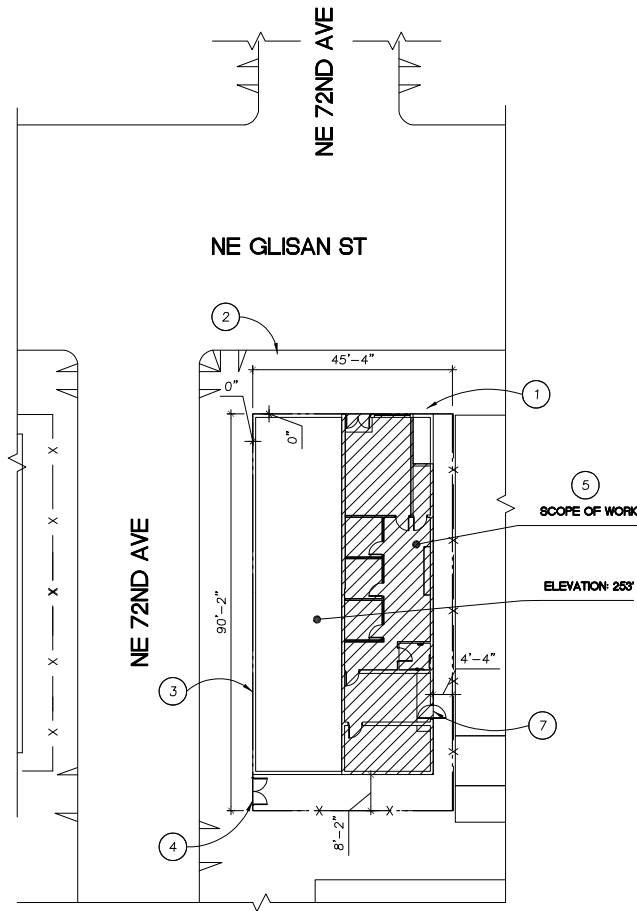 NE 72ND AVE
NE GLISAN ST
2
45'-4"
0"
1
0"
5
SCOPE OF WORK
NE 72ND AVE
90'-2"
ELEVATION: 253'
4'-4"
3
7
8'-2"
4